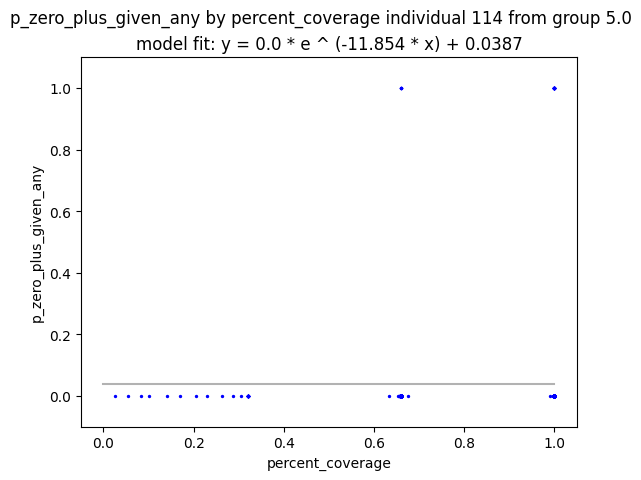 p_zero_plus_given_any by percent_coverage individual 114 from group 5.0
model fit: y = 0.0 * e ^ (-11.854 * x) + 0.0387
1.0
0.8
0.6
0.4
0.2
0.0
p_zero_plus_given_any
0.0 0.2 0.4 0.6 0.8 1.0
percent_coverage